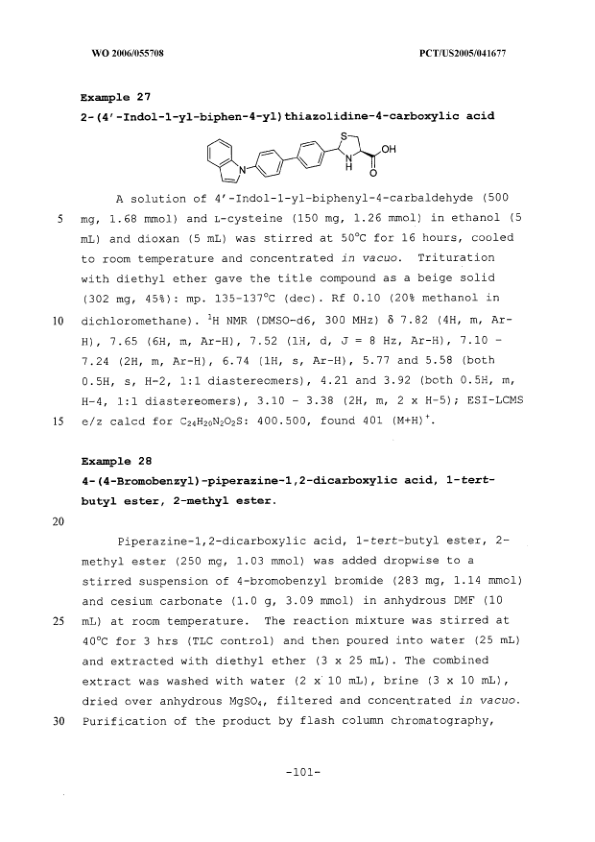 WO 2006/055708 PCT/US2005/041677
Example 27
2-(4′-Indol-1-yl-biphen-4-yl)thiazolidine-4-carboxylic acid
S
OH
N
N
H
O
A solution of 4′-Indol-1-yl-biphenyl-4-carbaldehyde (500
5 mg, 1.68 mmol) and L-cysteine (150 mg, 1.26 mmol) in ethanol (5
mL) and dioxan (5 mL) was stirred at 50°C for 16 hours, cooled
to room temperature and concentrated in vacuo. Trituration
with diethyl ether gave the title compound as a beige solid
(302 mg, 45%): mp. 135-137°C (dec). Rf 0.10 (20% methanol in
10 dichloromethane). ¹H NMR (DMSO-d6, 300 MHz) δ 7.82 (4H, m, Ar-
H), 7.65 (6H, m, Ar-H), 7.52 (1H, d, J = 8 Hz, Ar-H), 7.10 –
7.24 (2H, m, Ar-H), 6.74 (1H, s, Ar-H), 5.77 and 5.58 (both
0.5H, s, H-2, 1:1 diastereomers), 4.21 and 3.92 (both 0.5H, m,
H-4, 1:1 diastereomers), 3.10 – 3.38 (2H, m, 2 x H-5); ESI-LCMS
15 e/z calcd for C₂₄H₂₀N₂O₂S: 400.500, found 401 (M+H)⁺.
Example 28
4-(4-Bromobenzyl)-piperazine-1,2-dicarboxylic acid, 1-tert-
butyl ester, 2-methyl ester.
20
Piperazine-1,2-dicarboxylic acid, 1-tert-butyl ester, 2-
methyl ester (250 mg, 1.03 mmol) was added dropwise to a
stirred suspension of 4-bromobenzyl bromide (283 mg, 1.14 mmol)
and cesium carbonate (1.0 g, 3.09 mmol) in anhydrous DMF (10
25 mL) at room temperature. The reaction mixture was stirred at
40°C for 3 hrs (TLC control) and then poured into water (25 mL)
and extracted with diethyl ether (3 x 25 mL). The combined
extract was washed with water (2 x 10 mL), brine (3 x 10 mL),
dried over anhydrous MgSO₄, filtered and concentrated in vacuo.
30 Purification of the product by flash column chromatography,
-101-